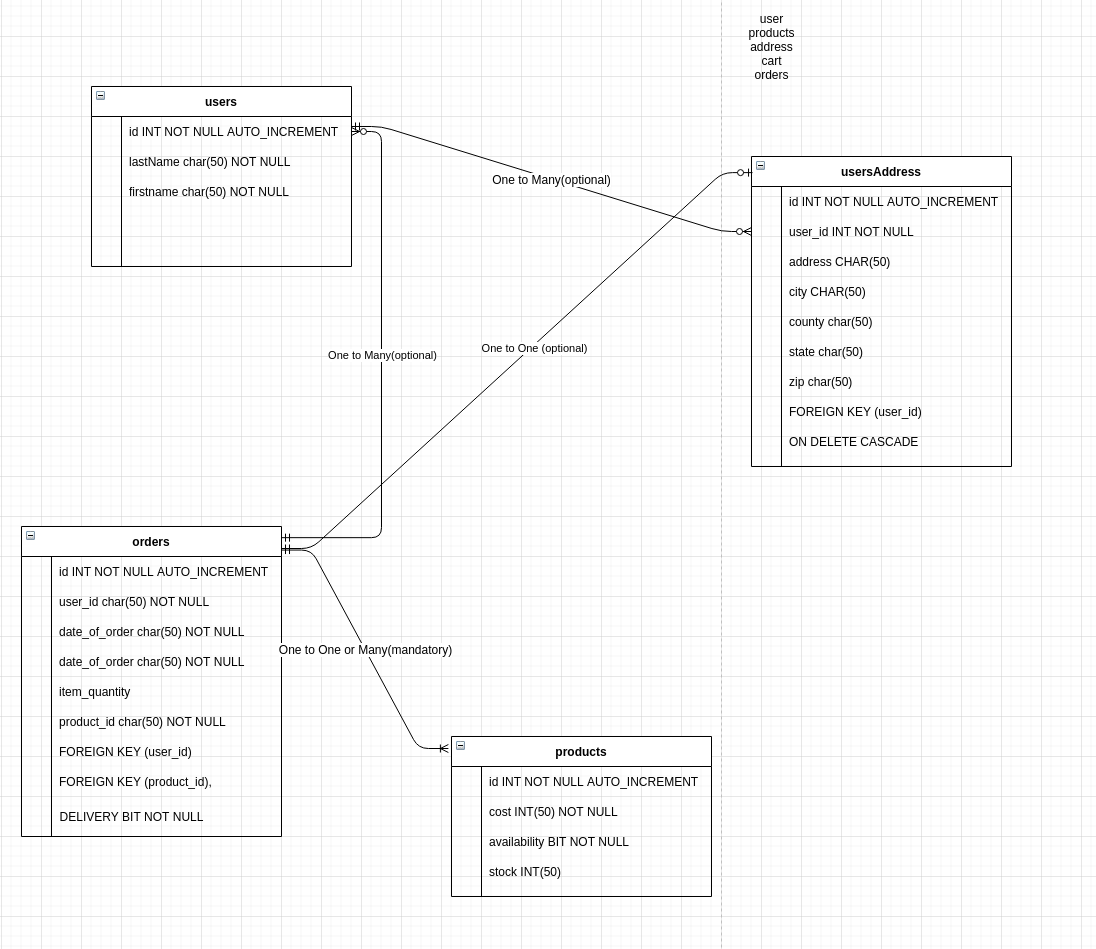 user
products
address
cart
orders
users
id INT NOT NULL AUTO_INCREMENT
lastName char(50) NOT NULL
firstname char(50) NOT NULL
One to Many(optional)
usersAddress
id INT NOT NULL AUTO_INCREMENT
user_id INT NOT NULL
address CHAR(50)
city CHAR(50)
county char(50)
state char(50)
zip char(50)
FOREIGN KEY (user_id)
ON DELETE CASCADE
One to Many(optional)
One to One (optional)
orders
id INT NOT NULL AUTO_INCREMENT
user_id char(50) NOT NULL
date_of_order char(50) NOT NULL
date_of_order char(50) NOT NULL
item_quantity
product_id char(50) NOT NULL
FOREIGN KEY (user_id)
FOREIGN KEY (product_id),
DELIVERY BIT NOT NULL
One to One or Many(mandatory)
products
id INT NOT NULL AUTO_INCREMENT
cost INT(50) NOT NULL
availability BIT NOT NULL
stock INT(50)